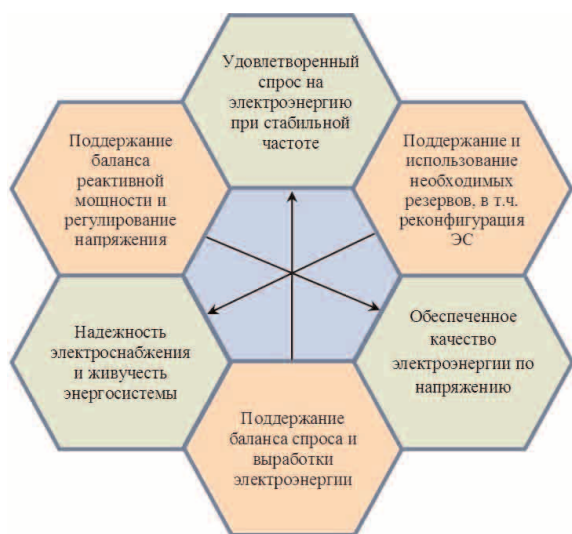 Удовлетворенный
спрос на
электроэнергию
при стабильной
частоте
Поддержание
баланса
реактивной
мощности и
регулирование
напряжения
Поддержание и
использование
необходимых
резервов, в т.ч.
реконфигурация
ЭС
Надежность
электроснабжения
и живучесть
энергосистемы
Обеспеченное
качество
электроэнергии по
напряжению
Поддержание
баланса спроса и
выработки
электроэнергии